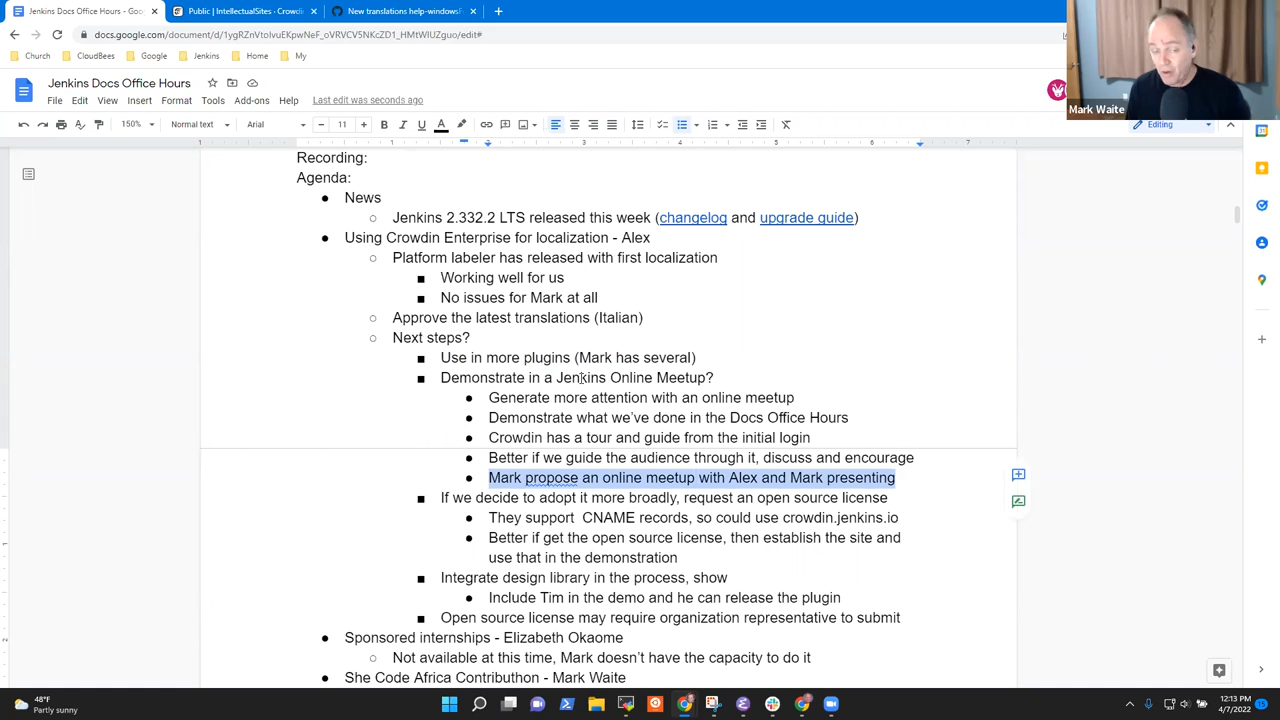 Jenkins Docs Office Hours - Goo
Public | IntellectualSites · Crowdi
New translations help-windowsF
docs.google.com/document/d/1ygRZnVtoIvuEKpwNeF_oVRVCV5NKcZD1_HMtWIUZguo/edit#
Church
CloudBees
Google
Jenkins
Home
My
Mark Waite
Jenkins Docs Office Hours
File Edit View Insert Format Tools Add-ons Help Last edit was seconds ago
150% Normal text Arial 11 Editing
1 1 2 3 4 5 6 7
Recording:
Agenda:
● News
○ Jenkins 2.332.2 LTS released this week (changelog and upgrade guide)
● Using Crowdin Enterprise for localization - Alex
○ Platform labeler has released with first localization
■ Working well for us
■ No issues for Mark at all
○ Approve the latest translations (Italian)
○ Next steps?
■ Use in more plugins (Mark has several)
■ Demonstrate in a Jenkins Online Meetup?
● Generate more attention with an online meetup
● Demonstrate what we've done in the Docs Office Hours
● Crowdin has a tour and guide from the initial login
● Better if we guide the audience through it, discuss and encourage
● Mark propose an online meetup with Alex and Mark presenting
■ If we decide to adopt it more broadly, request an open source license
● They support  CNAME records, so could use crowdin.jenkins.io
● Better if get the open source license, then establish the site and
use that in the demonstration
■ Integrate design library in the process, show
● Include Tim in the demo and he can release the plugin
■ Open source license may require organization representative to submit
● Sponsored internships - Elizabeth Okaome
○ Not available at this time, Mark doesn't have the capacity to do it
● She Code Africa Contributhon - Mark Waite
48°F
Partly sunny
12:13 PM
4/7/2022
15